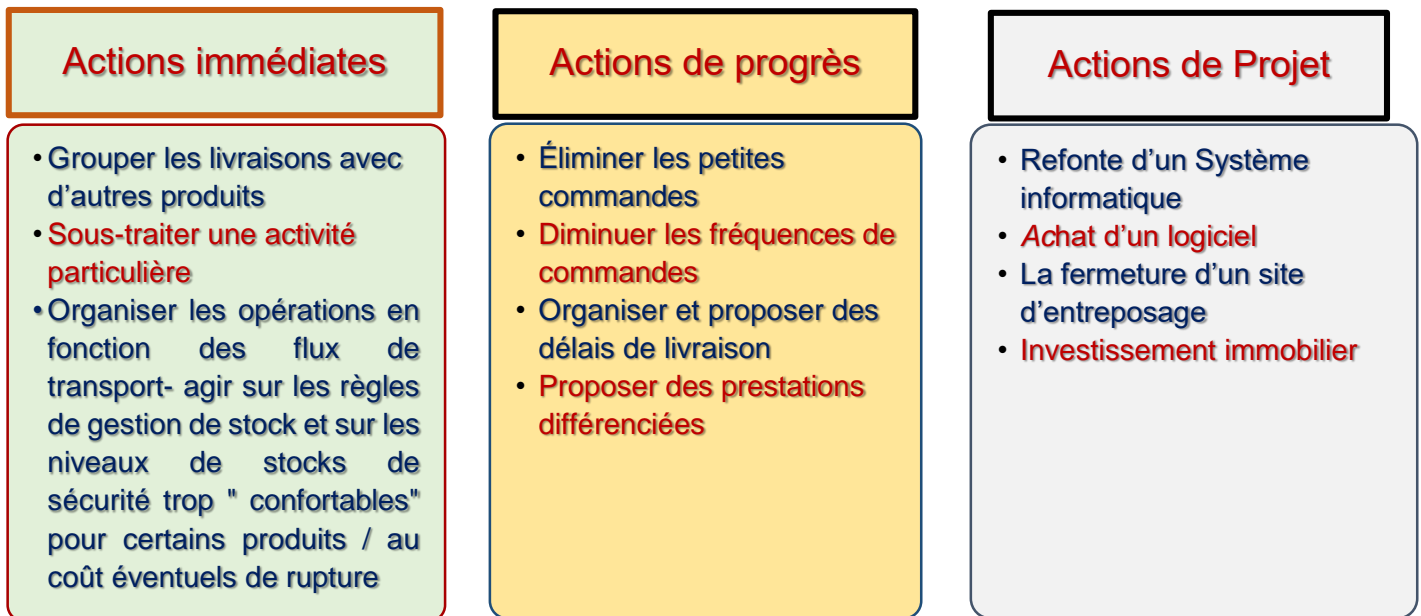 Actions immédiates
• Grouper les livraisons avec
d’autres produits
• Sous-traiter une activité
particulière
• Organiser les opérations en
fonction des flux de
transport- agir sur les règles
de gestion de stock et sur les
niveaux de stocks de
sécurité trop " confortables"
pour certains produits / au
coût éventuels de rupture
Actions de progrès
• Éliminer les petites
commandes
• Diminuer les fréquences de
commandes
• Organiser et proposer des
délais de livraison
• Proposer des prestations
différenciées
Actions de Projet
• Refonte d’un Système
informatique
• Achat d’un logiciel
• La fermeture d’un site
d’entreposage
• Investissement immobilier